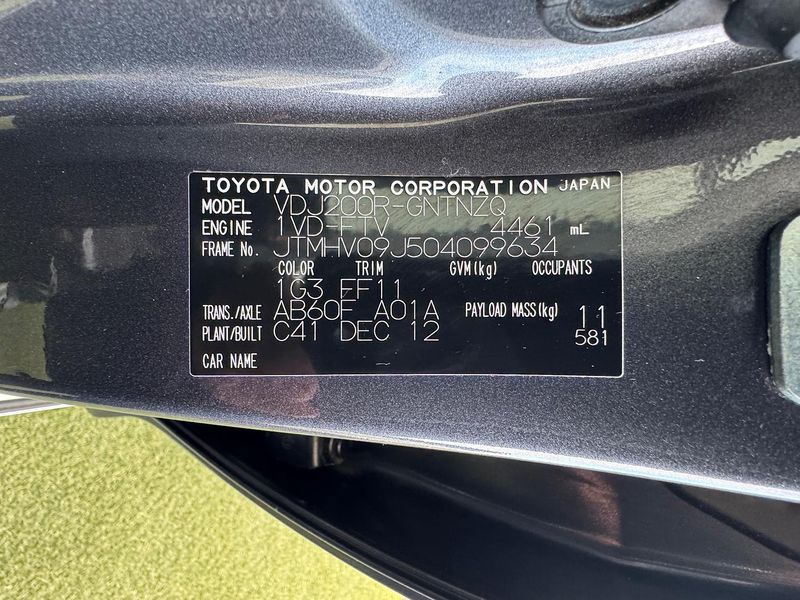 TOYOTA MOTOR CORPORATION JAPAN
MODEL VDJ200R-GNTNZQ
ENGINE 1VD-FTV 4461 mL
FRAME No. JTMHV09J504099634
COLOR TRIM GVM(kg) OCCUPANTS
1G3 FF11
TRANS./AXLE AB60F A01A PAYLOAD MASS(kg) 11
PLANT/BUILT C41 DEC 12 581
CAR NAME